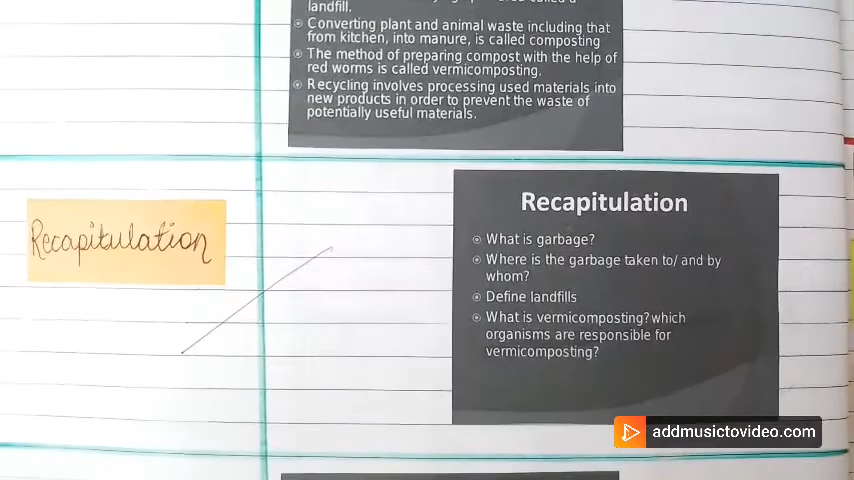 landfill.
Converting plant and animal waste including that
from kitchen, into manure, is called composting
The method of preparing compost with the help of
red worms is called vermicomposting.
Recycling involves processing used materials into
new products in order to prevent the waste of
potentially useful materials.
Recapitulation
Recapitulation
What is garbage?
Where is the garbage taken to/ and by
whom?
Define landfills
What is vermicomposting? which
organisms are responsible for
vermicomposting?
addmusictovideo.com